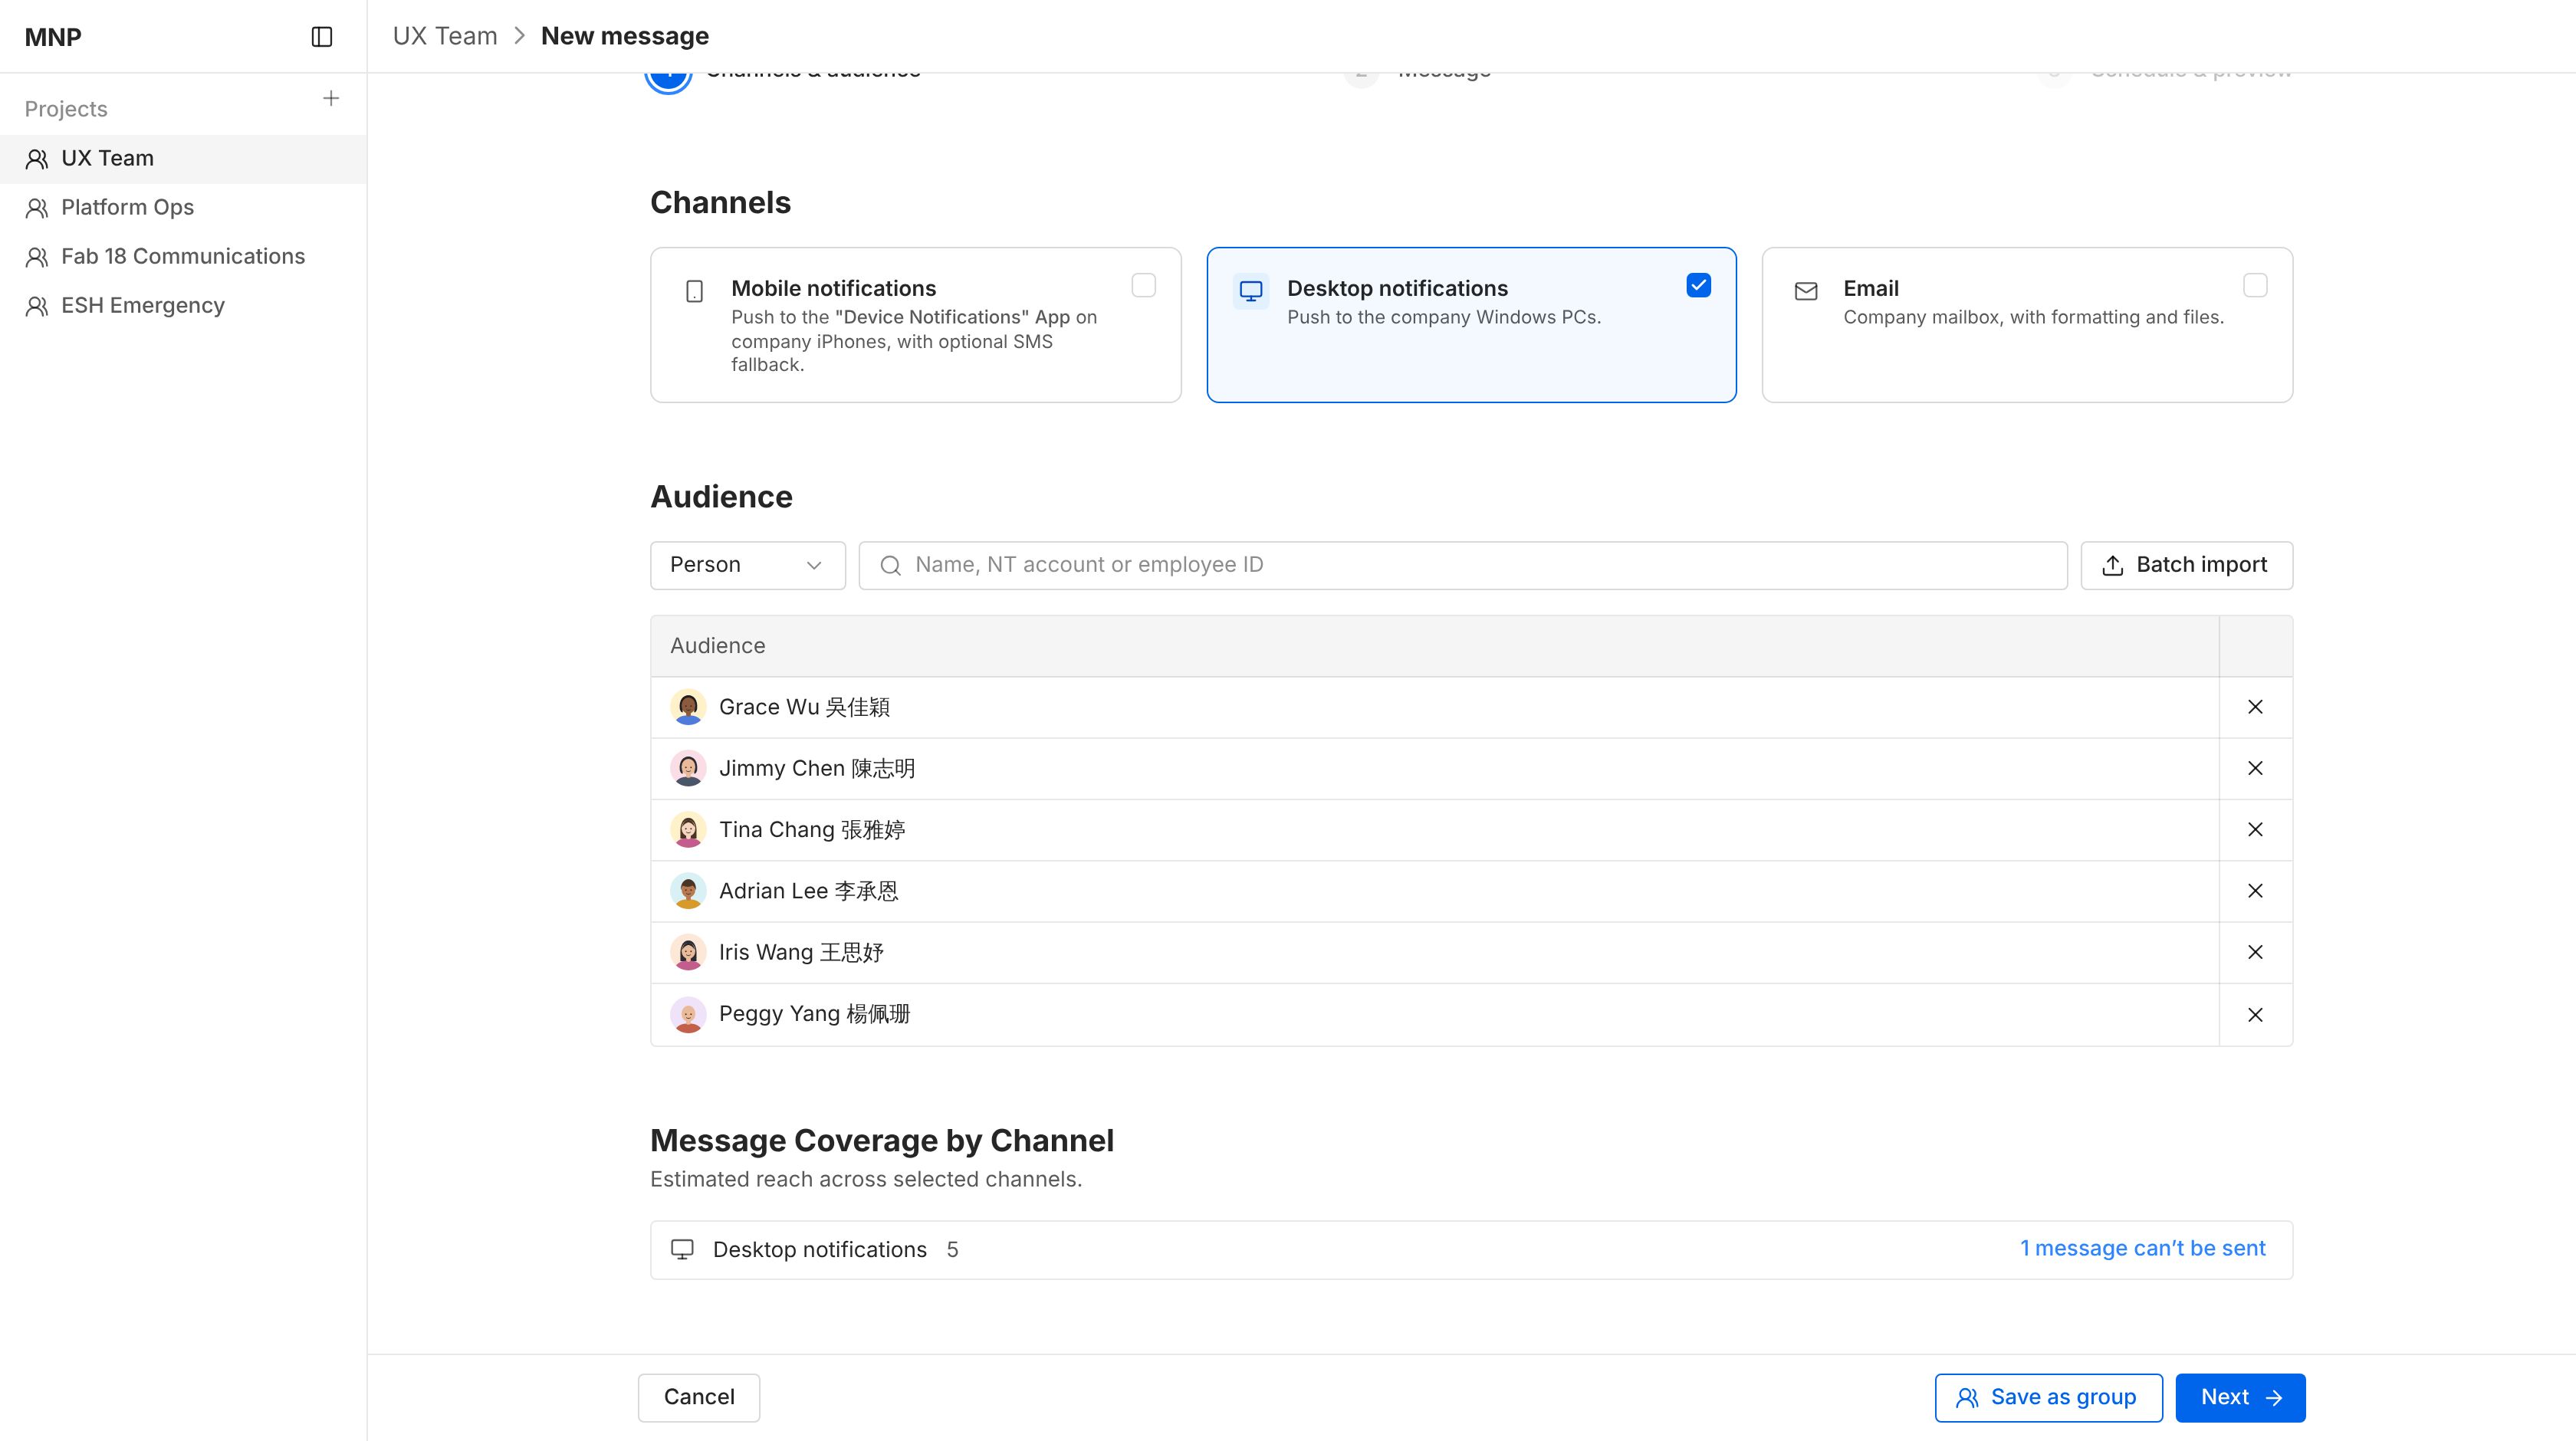 MNP
UX Team > New message
Projects
UX Team
Platform Ops
Fab 18 Communications
ESH Emergency
Channels & audience
Message
Schedule & preview
Channels
Mobile notifications
Push to the "Device Notifications" App on
company iPhones, with optional SMS
fallback.
Desktop notifications
Push to the company Windows PCs.
Email
Company mailbox, with formatting and files.
Audience
Person
Name, NT account or employee ID
Batch import
Audience
Grace Wu 吳佳穎
Jimmy Chen 陳志明
Tina Chang 張雅婷
Adrian Lee 李承恩
Iris Wang 王思妤
Peggy Yang 楊佩珊
Message Coverage by Channel
Estimated reach across selected channels.
Desktop notifications 5
1 message can’t be sent
Cancel
Save as group
Next